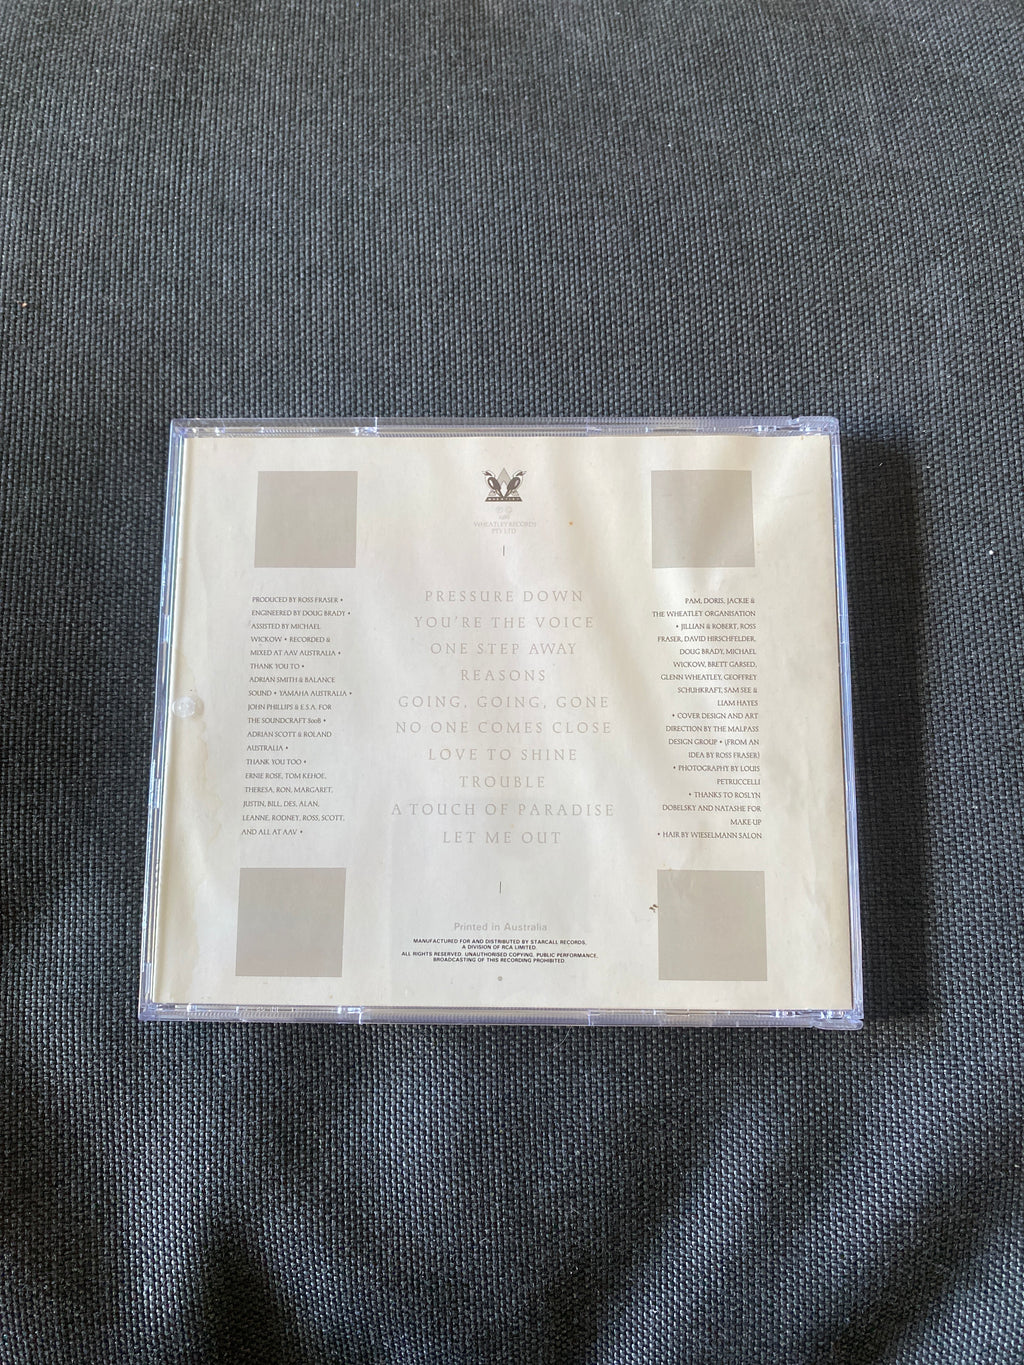 WHEATLEY
WHEATLEY RECORDS
PTY LTD
PRODUCED BY ROSS FRASER •
ENGINEERED BY DOUG BRADY •
ASSISTED BY MICHAEL
WICKOW • RECORDED &
MIXED AT AAV AUSTRALIA •
THANK YOU TO •
ADRIAN SMITH & BALANCE
SOUND • YAMAHA AUSTRALIA •
JOHN PHILLIPS & E.S.A. FOR
THE SOUNDCRAFT 800B •
ADRIAN SCOTT & ROLAND
AUSTRALIA •
THANK YOU TOO •
ERNIE ROSE, TOM KEHOE,
THERESA, RON, MARGARET,
JUSTIN, BILL, DES, ALAN,
LEANNE, RODNEY, ROSS, SCOTT,
AND ALL AT AAV •
PRESSURE DOWN
YOU'RE THE VOICE
ONE STEP AWAY
REASONS
GOING, GOING, GONE
NO ONE COMES CLOSE
LOVE TO SHINE
TROUBLE
A TOUCH OF PARADISE
LET ME OUT
PAM, DORIS, JACKIE &
THE WHEATLEY ORGANISATION
• JILLIAN & ROBERT, ROSS
FRASER, DAVID HIRSCHFELDER,
DOUG BRADY, MICHAEL
WICKOW, BRETT GARSED,
GLENN WHEATLEY, GEOFFREY
SCHUHKRAFT, SAM SEE &
LIAM HAYES
• COVER DESIGN AND ART
DIRECTION BY THE MALPASS
DESIGN GROUP • (FROM AN
IDEA BY ROSS FRASER)
• PHOTOGRAPHY BY LOUIS
PETRUCCELLI
• THANKS TO ROSLYN
DOBELSKY AND NATASHE FOR
MAKE-UP
• HAIR BY WIESELMANN SALON
Printed in Australia
MANUFACTURED FOR AND DISTRIBUTED BY STARCALL RECORDS,
A DIVISION OF RCA LIMITED.
ALL RIGHTS RESERVED. UNAUTHORISED COPYING, PUBLIC PERFORMANCE,
BROADCASTING OF THIS RECORDING PROHIBITED.